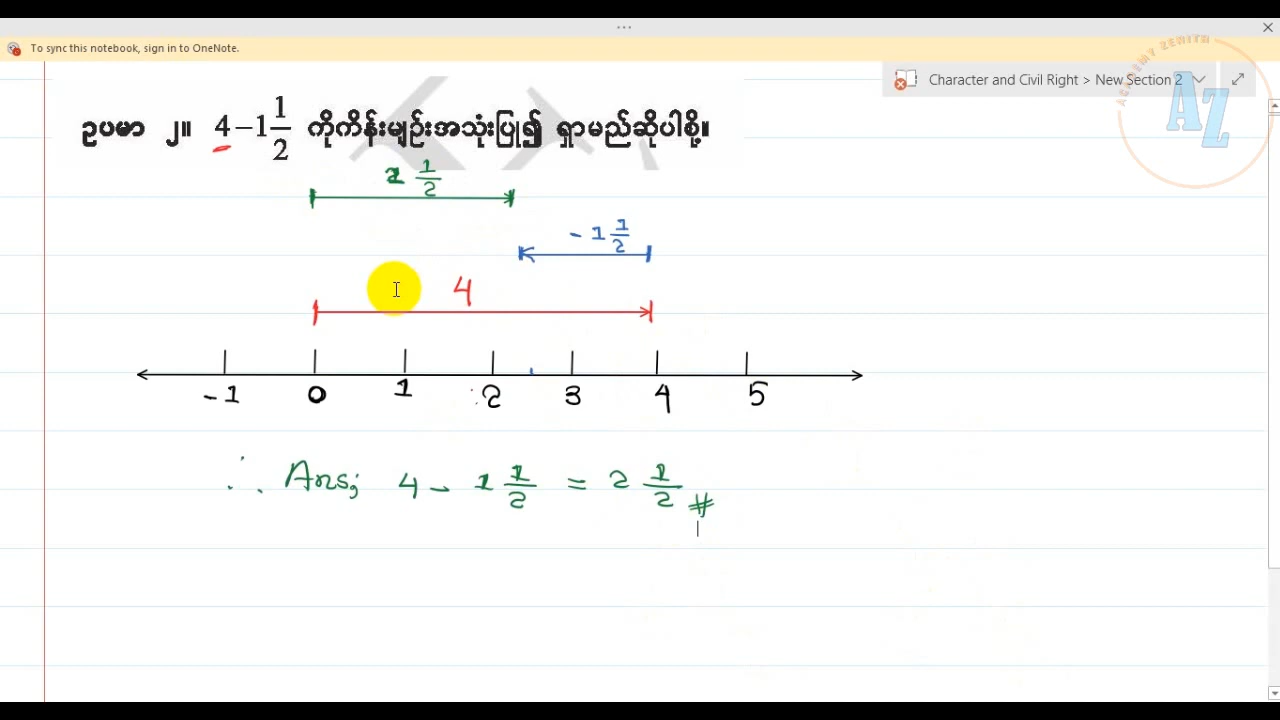 To sync this notebook, sign in to OneNote.
ACADEMY ZENITH
AZ
Character and Civil Right > New Section 2
ဥပမာ ၂။ 4-1 1/2 ကိုကိန်းမျဉ်းအသုံးပြု၍ ရှာမည်ဆိုပါစို့။
2 1/2
- 1 1/2
4
-1 0 1 2 3 4 5
∴ Ans; 4 - 1 1/2 = 2 1/2 #